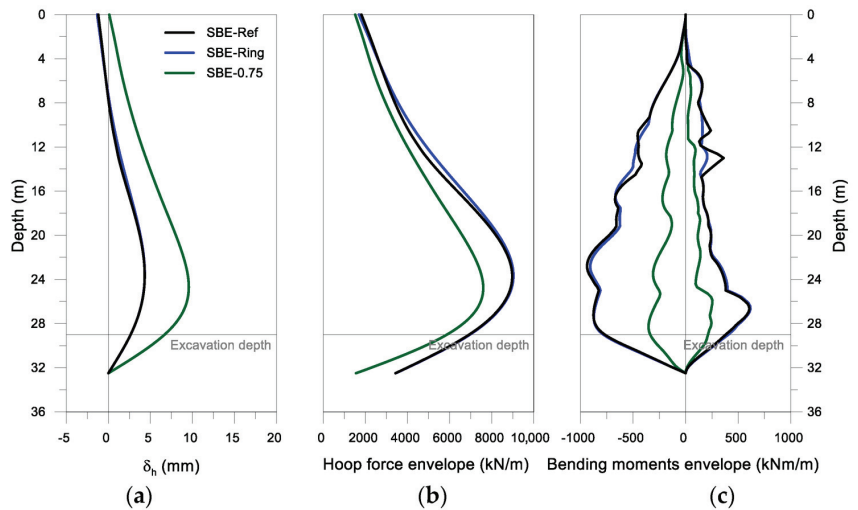 SBE-Ref
SBE-Ring
SBE-0.75
0
4
8
12
16
20
24
28
32
36
Depth (m)
Excavation depth
-5 0 5 10 15 20
δh (mm)
(a)
Excavation depth
0 2000 4000 6000 8000 10,000
Hoop force envelope (kN/m)
(b)
0
4
8
12
16
20
24
28
32
36
Depth (m)
Excavation depth
-1000 -500 0 500 1000
Bending moments envelope (kNm/m)
(c)